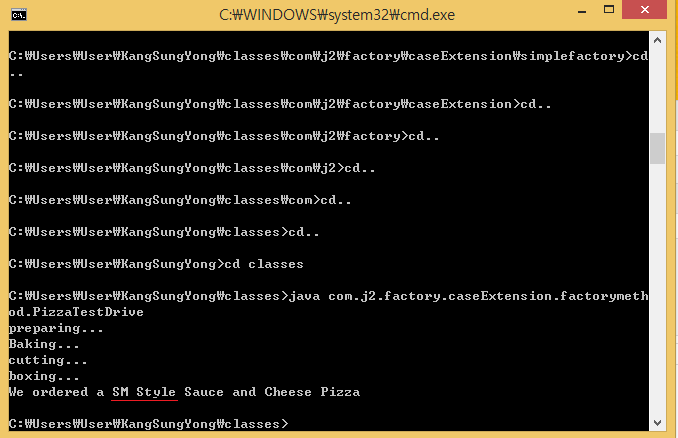 C:₩WINDOWS₩system32₩cmd.exe
C:₩Users₩User₩KangSungYong₩classes₩com₩j2₩factory₩caseExtension₩simplefactory>cd
..
C:₩Users₩User₩KangSungYong₩classes₩com₩j2₩factory₩caseExtension>cd..
C:₩Users₩User₩KangSungYong₩classes₩com₩j2₩factory>cd..
C:₩Users₩User₩KangSungYong₩classes₩com₩j2>cd..
C:₩Users₩User₩KangSungYong₩classes₩com>cd..
C:₩Users₩User₩KangSungYong₩classes>cd..
C:₩Users₩User₩KangSungYong>cd classes
C:₩Users₩User₩KangSungYong₩classes>java com.j2.factory.caseExtension.factorymeth
od.PizzaTestDrive
preparing...
Baking...
cutting...
boxing...
We ordered a SM Style Sauce and Cheese Pizza
C:₩Users₩User₩KangSungYong₩classes>